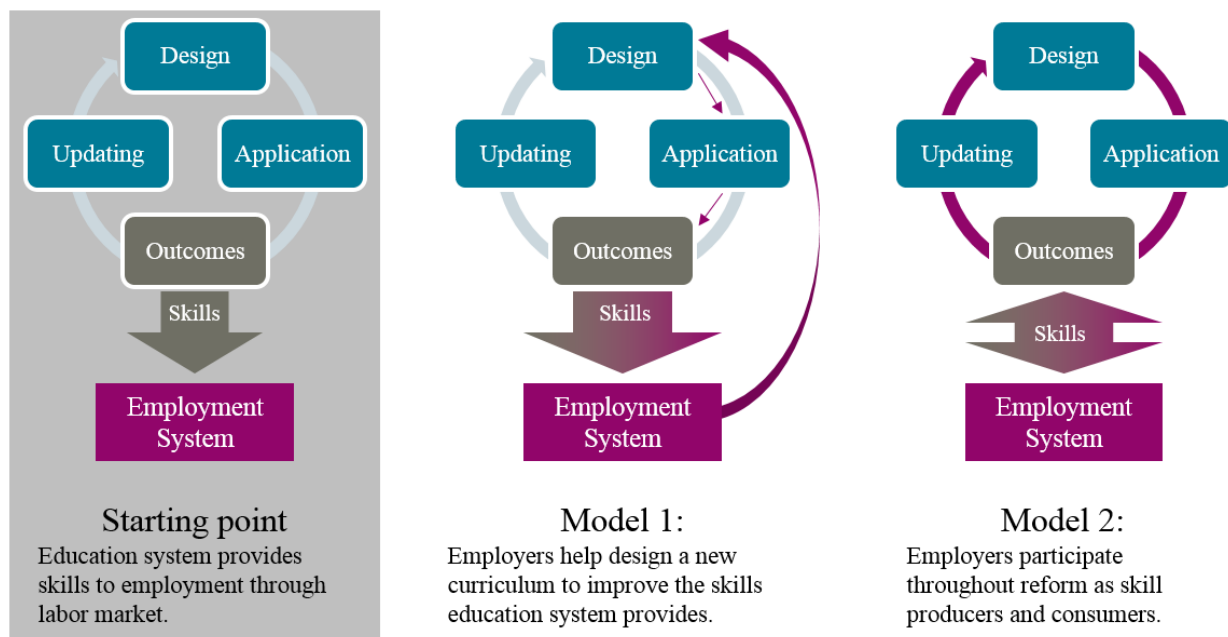 Design
Updating
Application
Outcomes
Skills
Employment
System
Starting point
Education system provides
skills to employment through
labor market.
Design
Updating
Application
Outcomes
Skills
Employment
System
Model 1:
Employers help design a new
curriculum to improve the skills
education system provides.
Design
Updating
Application
Outcomes
Skills
Employment
System
Model 2:
Employers participate
throughout reform as skill
producers and consumers.